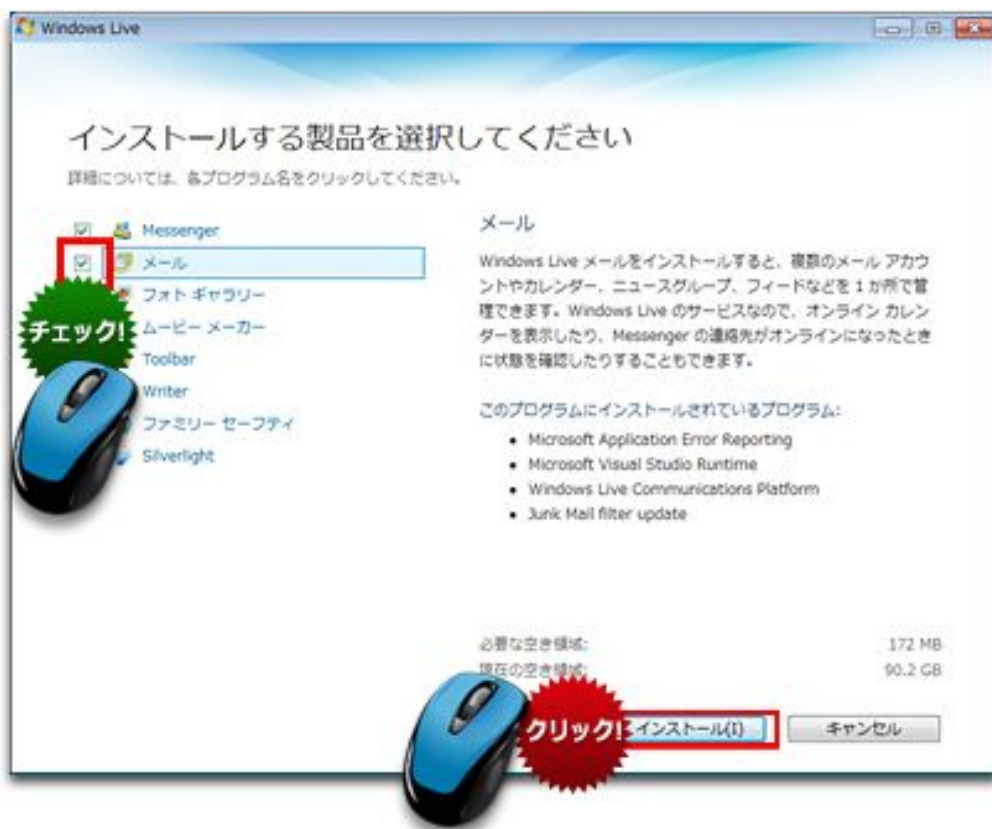 Windows Live
インストールする製品を選択してください
詳細については、各プログラム名をクリックしてください。
Messenger
メール
フォト ギャラリー
ムービー メーカー
Toolbar
Writer
ファミリー セーフティ
Silverlight
チェック!
メール
Windows Live メールをインストールすると、複数のメール アカウ
ントやカレンダー、ニュースグループ、フィードなどを 1 か所で管
理できます。Windows Live のサービスなので、オンライン カレン
ダーを表示したり、Messenger の連絡先がオンラインになったとき
に状態を確認したりすることもできます。
このプログラムにインストールされているプログラム:
• Microsoft Application Error Reporting
• Microsoft Visual Studio Runtime
• Windows Live Communications Platform
• Junk Mail filter update
必要な空き領域: 172 MB
現在の空き領域: 90.2 GB
クリック!
インストール(I)
キャンセル